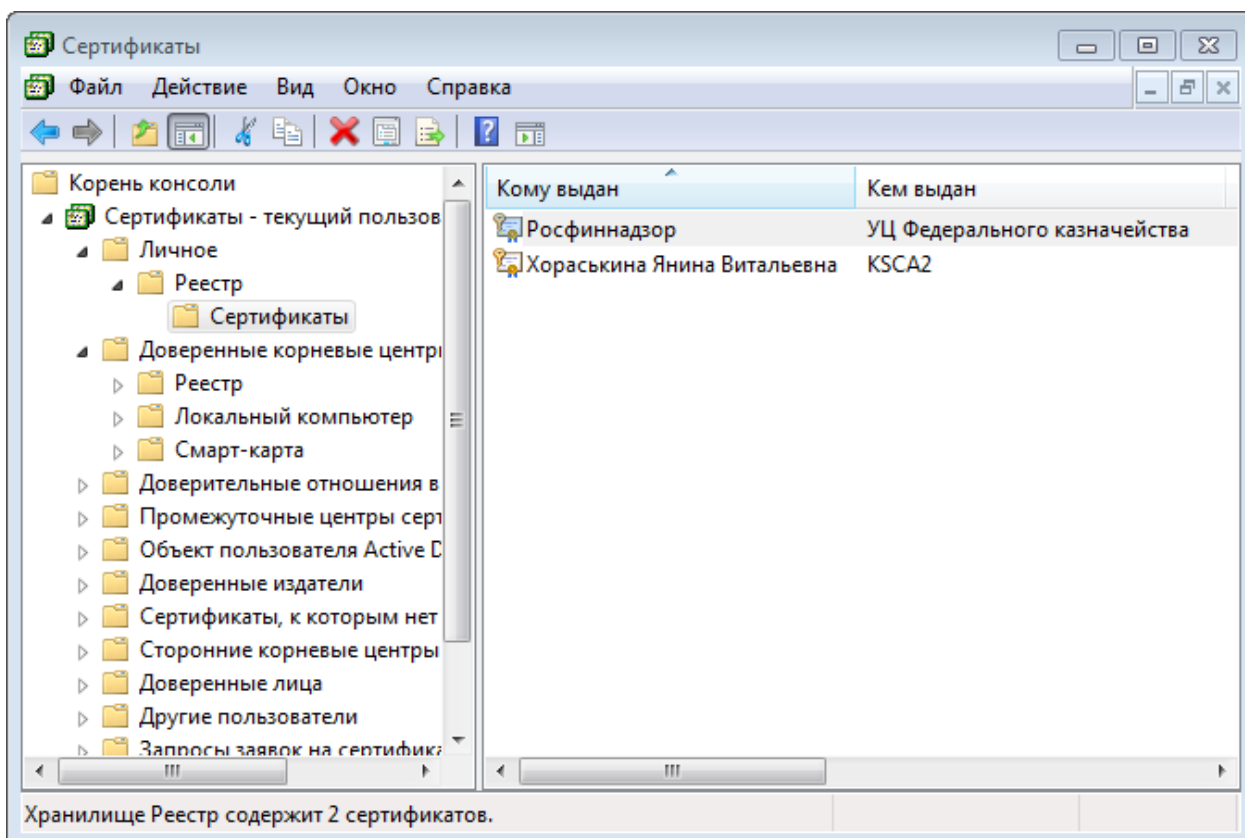 Сертификаты
Файл Действие Вид Окно Справка
Корень консоли
Сертификаты - текущий пользов
Личное
Реестр
Сертификаты
Доверенные корневые центры
Реестр
Локальный компьютер
Смарт-карта
Доверительные отношения в
Промежуточные центры серт
Объект пользователя Active D
Доверенные издатели
Сертификаты, к которым нет
Сторонние корневые центры
Доверенные лица
Другие пользователи
Запросы заявок на сертифика
Кому выдан Кем выдан
Росфиннадзор УЦ Федерального казначейства
Хораськина Янина Витальевна KSCA2
Хранилище Реестр содержит 2 сертификатов.